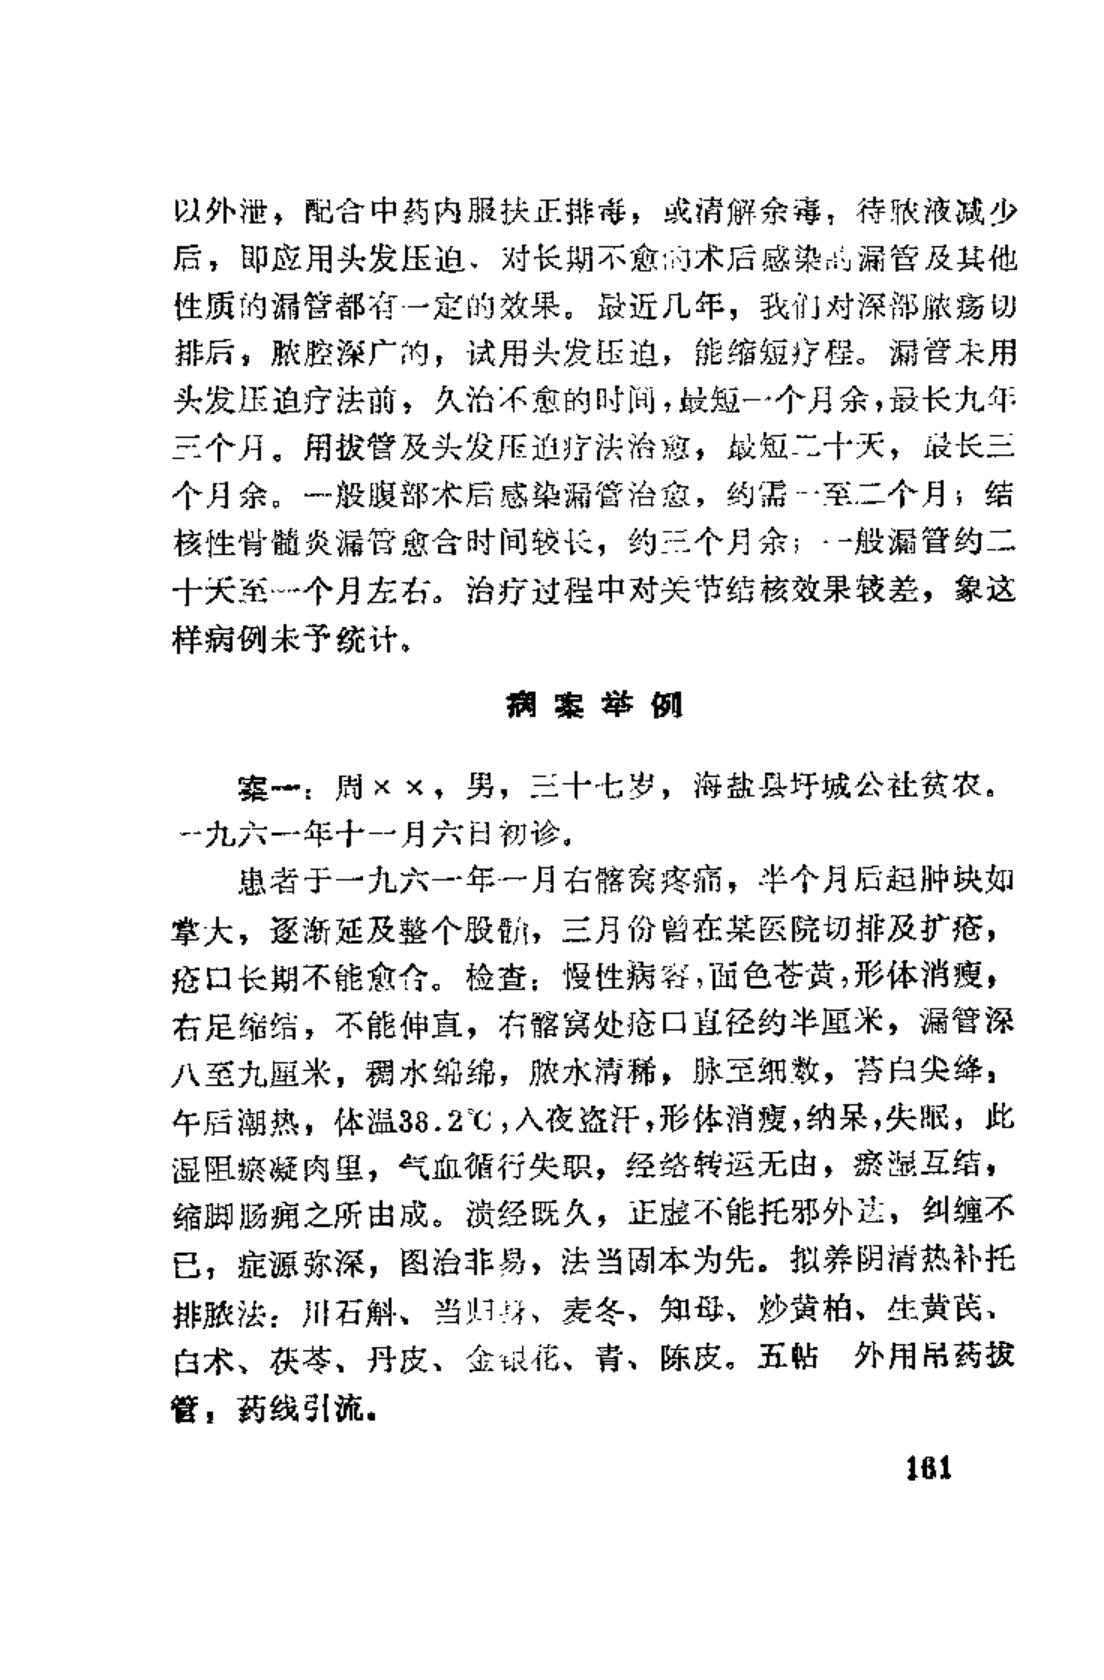 以外泄，配合中药内服扶正排毒，或清解余毒，待脓液减少
后，即应用头发压迫、对长期不愈的术后感染的漏管及其他
性质的漏管都有一定的效果。最近几年，我们对深部脓疡切
排后，脓腔深广的，试用头发压迫，能缩短疗程。漏管未用
头发压迫疗法前，久治不愈的时间，最短一个月余，最长九年
三个月。用拔管及头发压迫疗法治愈，最短二十天，最长三
个月余。一般腹部术后感染漏管治愈，约需一至二个月；结
核性骨髓炎漏管愈合时间较长，约三个月余；一般漏管约二
十天至一个月左右。治疗过程中对关节结核效果较差，象这
样病例未予统计。
病案举例
案一：周××，男，三十七岁，海盐县圩城公社贫农。
一九六一年十一月六日初诊。
患者于一九六一年一月右髂窝疼痛，半个月后起肿块如
掌大，逐渐延及整个股骱，三月份曾在某医院切排及扩疮，
疮口长期不能愈合。检查：慢性病容，面色苍黄，形体消瘦，
右足缩结，不能伸直，右髂窝处疮口直径约半厘米，漏管深
八至九厘米，稠水绵绵，脓水清稀，脉至细数，苔白尖绛，
午后潮热，体温38.2℃，入夜盗汗，形体消瘦，纳呆，失眠，此
湿阻瘀凝肉里，气血循行失职，经络转运无由，瘀湿互结，
缩脚肠痈之所由成。溃经既久，正虚不能托邪外达，纠缠不
已，症源弥深，图治非易，法当固本为先。拟养阴清热补托
排脓法：川石斛、当归身、麦冬、知母、炒黄柏、生黄芪、
白术、茯苓、丹皮、金银花、青、陈皮。五帖　外用吊药拔
管，药线引流。
161